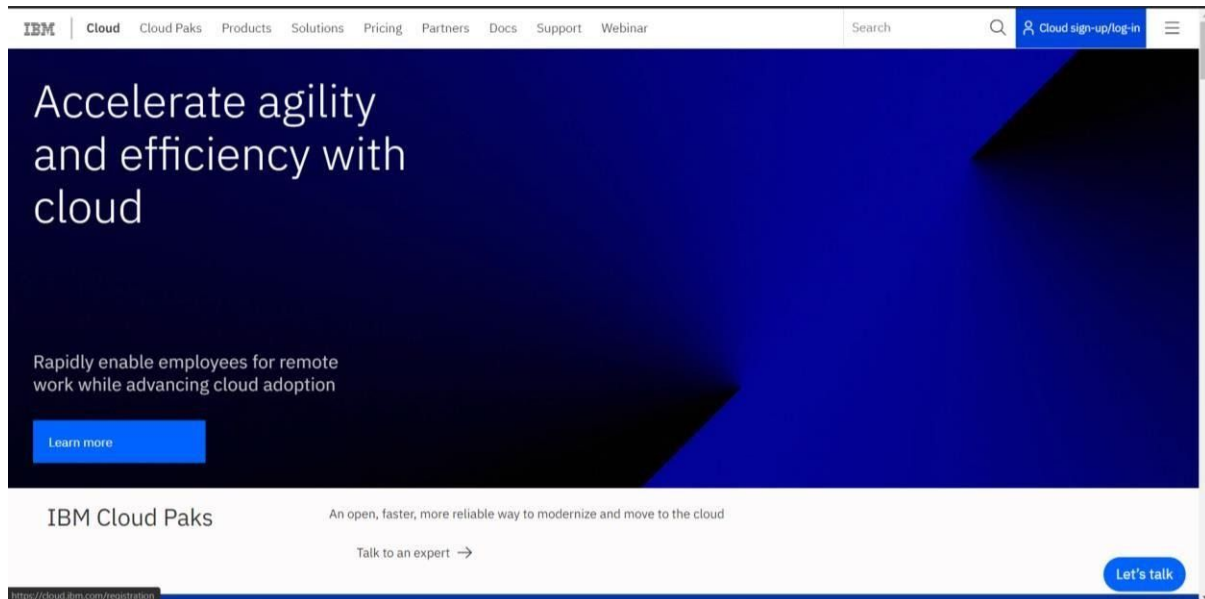 IBM Cloud Cloud Paks Products Solutions Pricing Partners Docs Support Webinar Search Cloud sign-up/log-in
Accelerate agility
and efficiency with
cloud
Rapidly enable employees for remote
work while advancing cloud adoption
Learn more
IBM Cloud Paks
An open, faster, more reliable way to modernize and move to the cloud
Talk to an expert →
Let's talk
https://cloud.ibm.com/registration